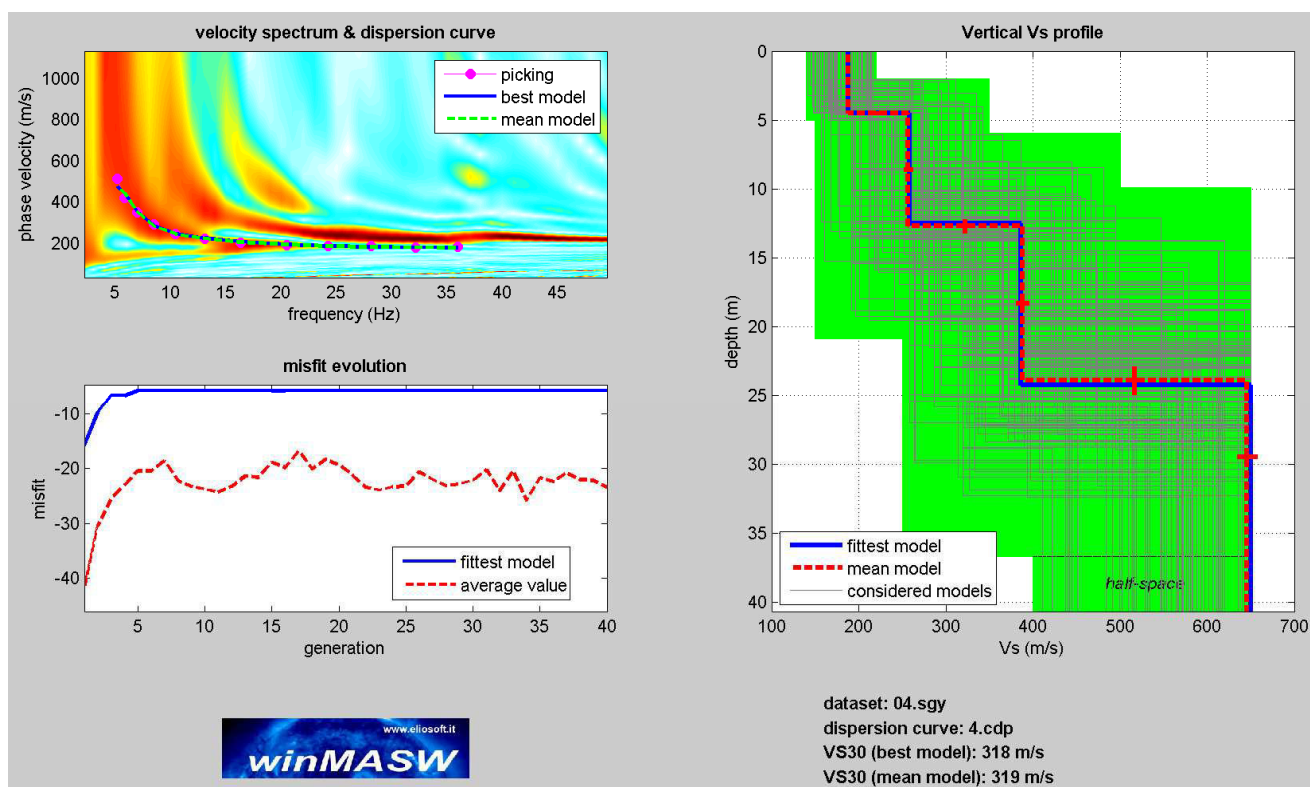 velocity spectrum & dispersion curve
1000
800
600
400
200
phase velocity (m/s)
picking
best model
mean model
5 10 15 20 25 30 35 40 45
frequency (Hz)
misfit evolution
-10
-20
-30
-40
misfit
fittest model
average value
5 10 15 20 25 30 35 40
generation
www.eliosoft.it
winMASW
Vertical Vs profile
0
5
10
15
20
25
30
35
40
depth (m)
fittest model
mean model
considered models
half-space
100 200 300 400 500 600 700
Vs (m/s)
dataset: 04.sgy
dispersion curve: 4.cdp
VS30 (best model): 318 m/s
VS30 (mean model): 319 m/s